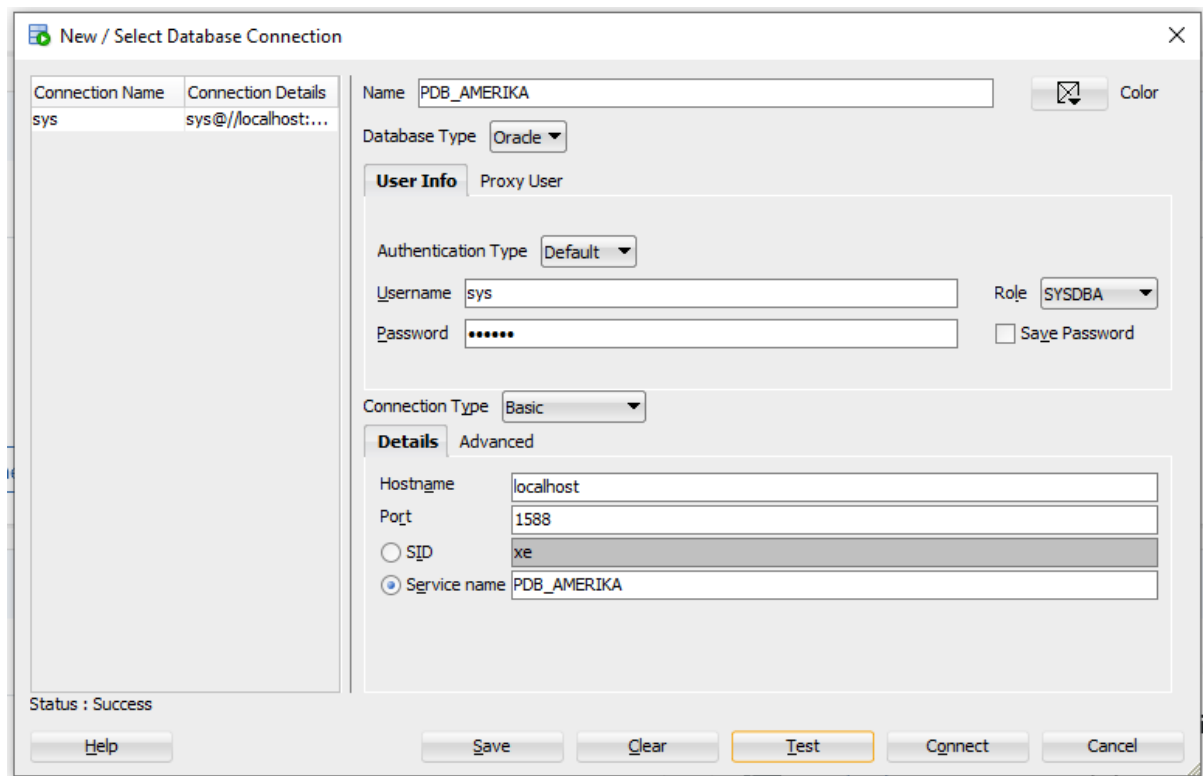 New / Select Database Connection
Connection Name Connection Details
sys sys@//localhost:...
Name PDB_AMERIKA Color
Database Type Oracle
User Info Proxy User
Authentication Type Default
Username sys Role SYSDBA
Password •••••• Save Password
Connection Type Basic
Details Advanced
Hostname localhost
Port 1588
SID xe
Service name PDB_AMERIKA
Status : Success
Help Save Clear Test Connect Cancel